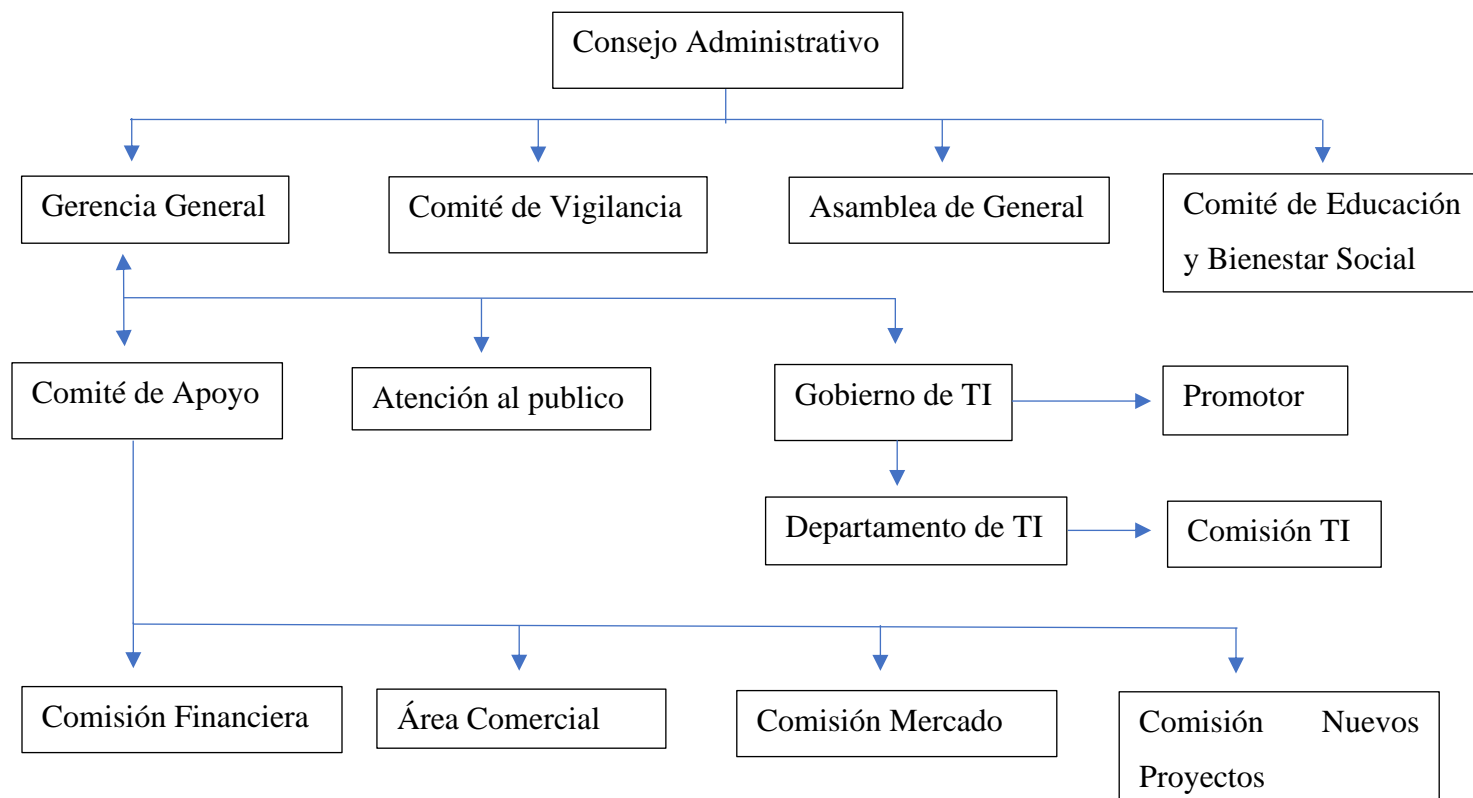 Consejo Administrativo
Gerencia General
Comité de Vigilancia
Asamblea de General
Comité de Educación
y Bienestar Social
Comité de Apoyo
Atención al publico
Gobierno de TI
Promotor
Departamento de TI
Comisión TI
Comisión Financiera
Área Comercial
Comisión Mercado
Comisión Nuevos
Proyectos